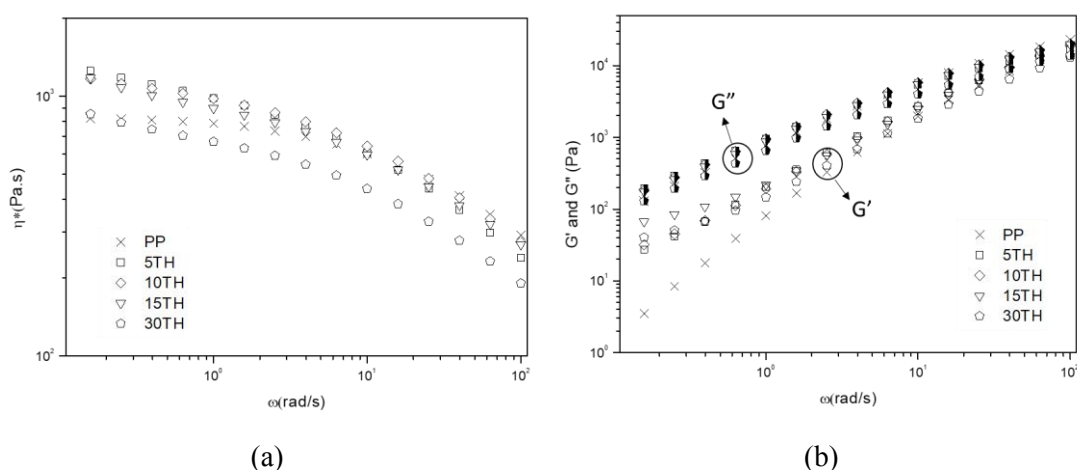 η*(Pa.s)
10³
10²
PP
5TH
10TH
15TH
30TH
10⁰
10¹
10²
ω(rad/s)
(a)
G' and G" (Pa)
10⁴
10³
10²
10¹
10⁰
G"
G'
PP
5TH
10TH
15TH
30TH
10⁰
10¹
10²
ω(rad/s)
(b)